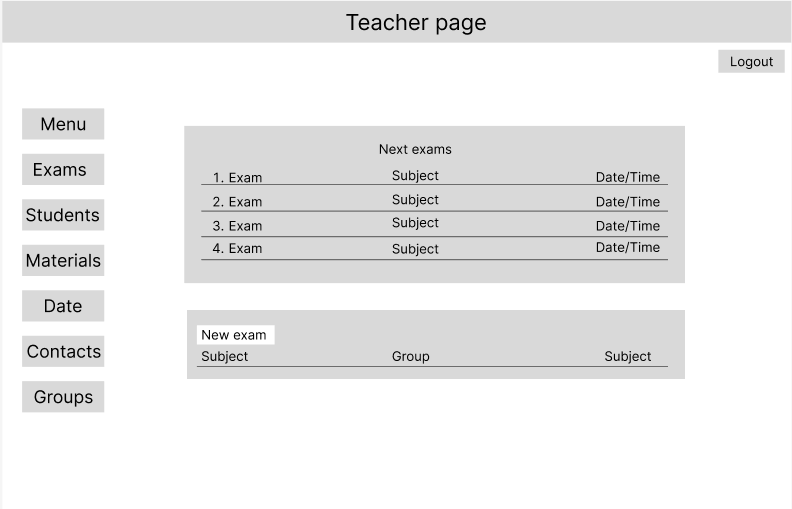 Teacher page
Logout
Menu
Exams
Students
Materials
Date
Contacts
Groups
Next exams
1. Exam Subject Date/Time
2. Exam Subject Date/Time
3. Exam Subject Date/Time
4. Exam Subject Date/Time
New exam
Subject Group Subject